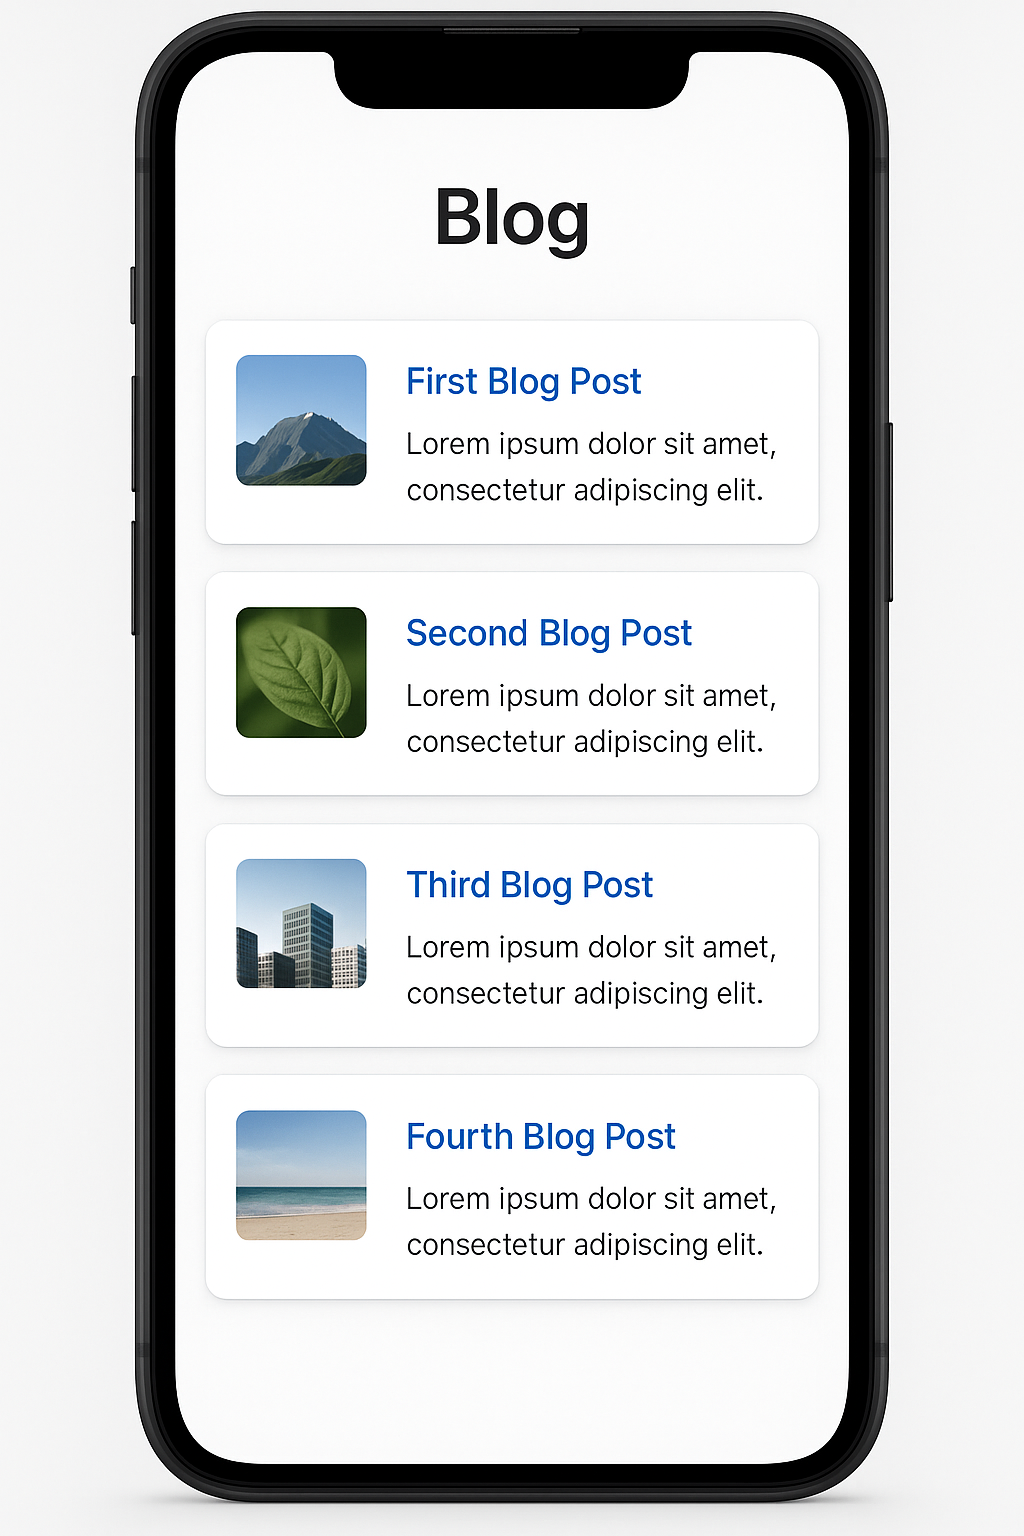 Blog
First Blog Post
Lorem ipsum dolor sit amet,
consectetur adipiscing elit.
Second Blog Post
Lorem ipsum dolor sit amet,
consectetur adipiscing elit.
Third Blog Post
Lorem ipsum dolor sit amet,
consectetur adipiscing elit.
Fourth Blog Post
Lorem ipsum dolor sit amet,
consectetur adipiscing elit.